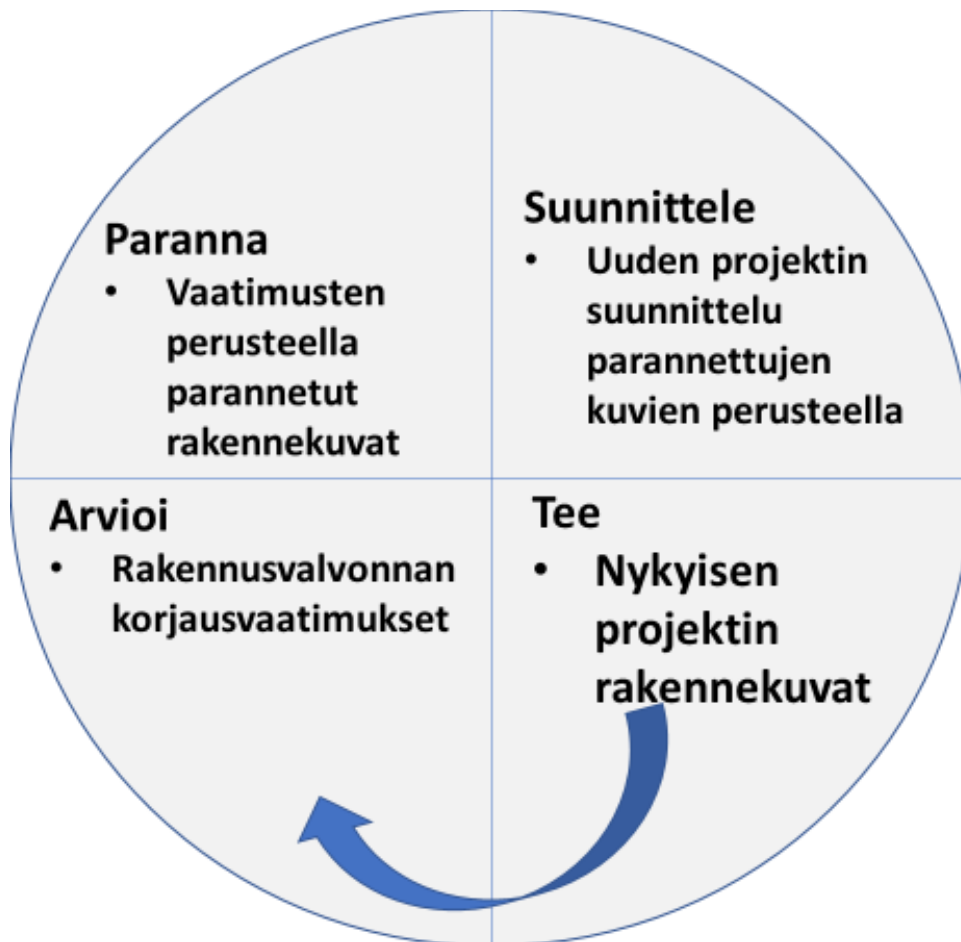 Paranna
• Vaatimusten
perusteella
parannetut
rakennekuvat
Suunnittele
• Uuden projektin
suunnittelu
parannettujen
kuvien perusteella
Arvioi
• Rakennusvalvonnan
korjausvaatimukset
Tee
• Nykyisen
projektin
rakennekuvat